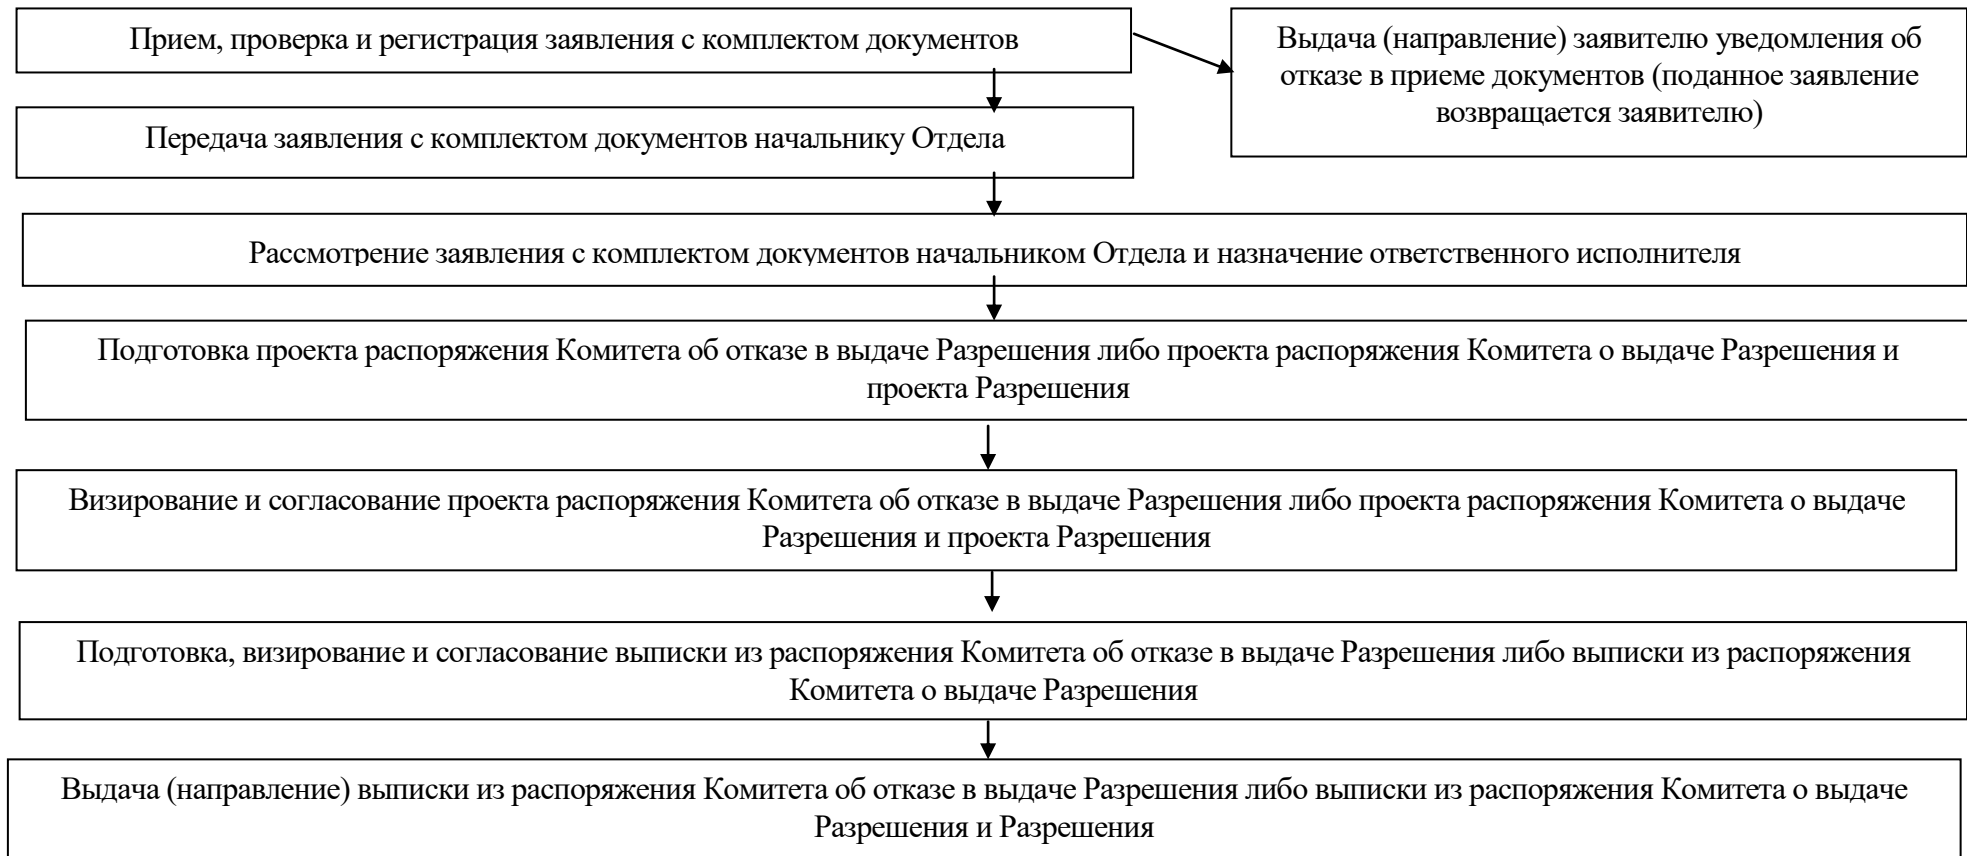 Прием, проверка и регистрация заявления с комплектом документов
Выдача (направление) заявителю уведомления об
отказе в приеме документов (поданное заявление
возвращается заявителю)
Передача заявления с комплектом документов начальнику Отдела
Рассмотрение заявления с комплектом документов начальником Отдела и назначение ответственного исполнителя
Подготовка проекта распоряжения Комитета об отказе в выдаче Разрешения либо проекта распоряжения Комитета о выдаче Разрешения и
проекта Разрешения
Визирование и согласование проекта распоряжения Комитета об отказе в выдаче Разрешения либо проекта распоряжения Комитета о выдаче
Разрешения и проекта Разрешения
Подготовка, визирование и согласование выписки из распоряжения Комитета об отказе в выдаче Разрешения либо выписки из распоряжения
Комитета о выдаче Разрешения
Выдача (направление) выписки из распоряжения Комитета об отказе в выдаче Разрешения либо выписки из распоряжения Комитета о выдаче
Разрешения и Разрешения